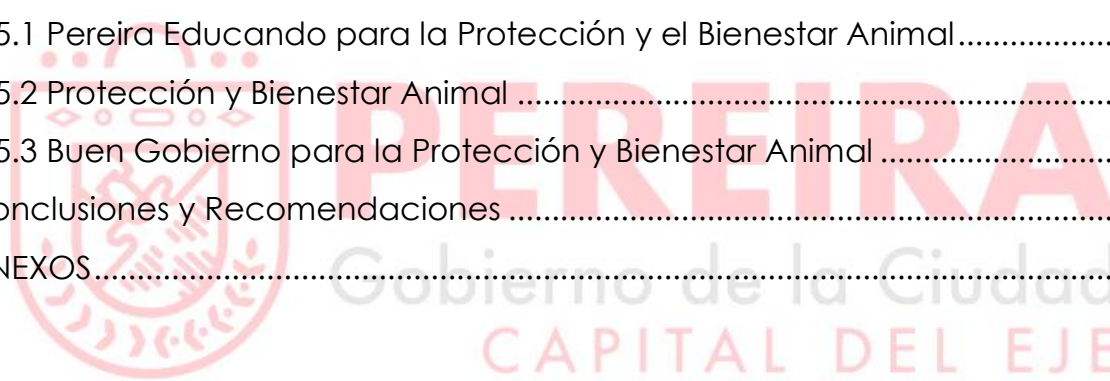 5.1 Pereira Educando para la Protección y el Bienestar Animal..................
5.2 Protección y Bienestar Animal ..................................................................
PEREIRA
5.3 Buen Gobierno para la Protección y Bienestar Animal .........................
onclusiones y Recomendaciones ...................................................................
Gobierno de la Ciudad
NEXOS.............................................................................................................
CAPITAL DEL EJE